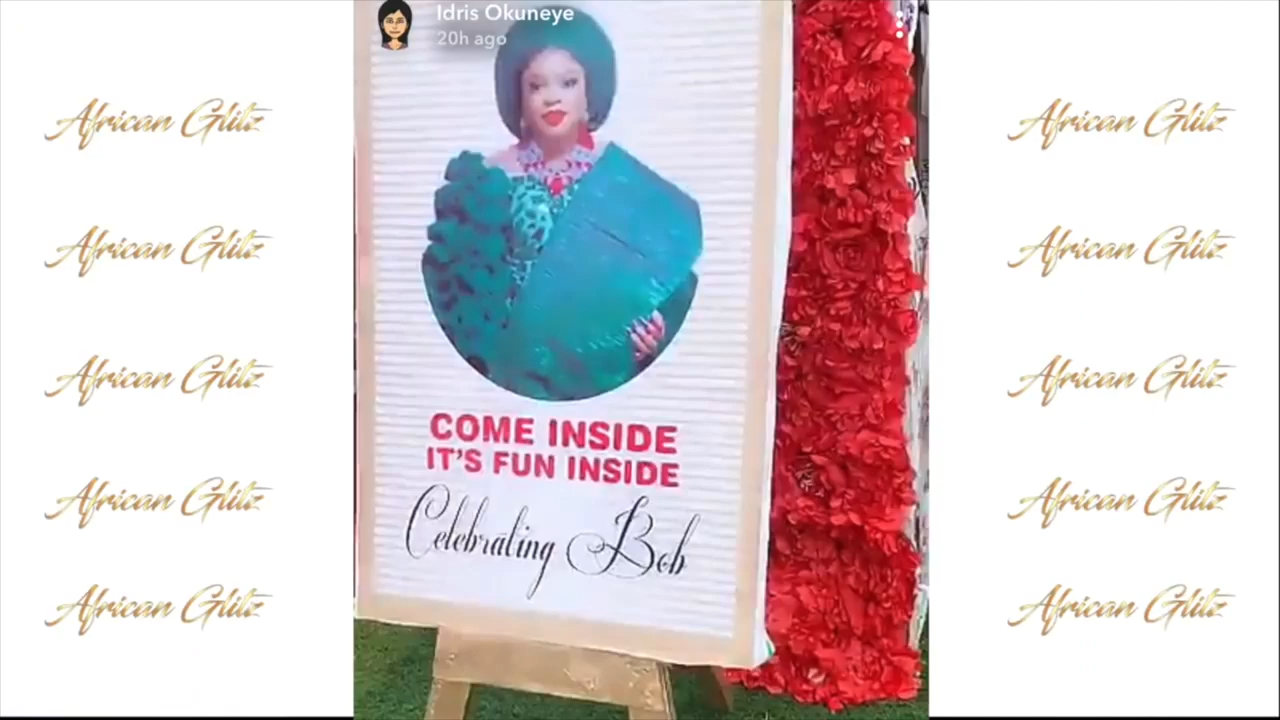 Idris Okuneye
20h ago
COME INSIDE
IT'S FUN INSIDE
Celebrating Bob
African Glitz
African Glitz
African Glitz
African Glitz
African Glitz
African Glitz
African Glitz
African Glitz
African Glitz
African Glitz